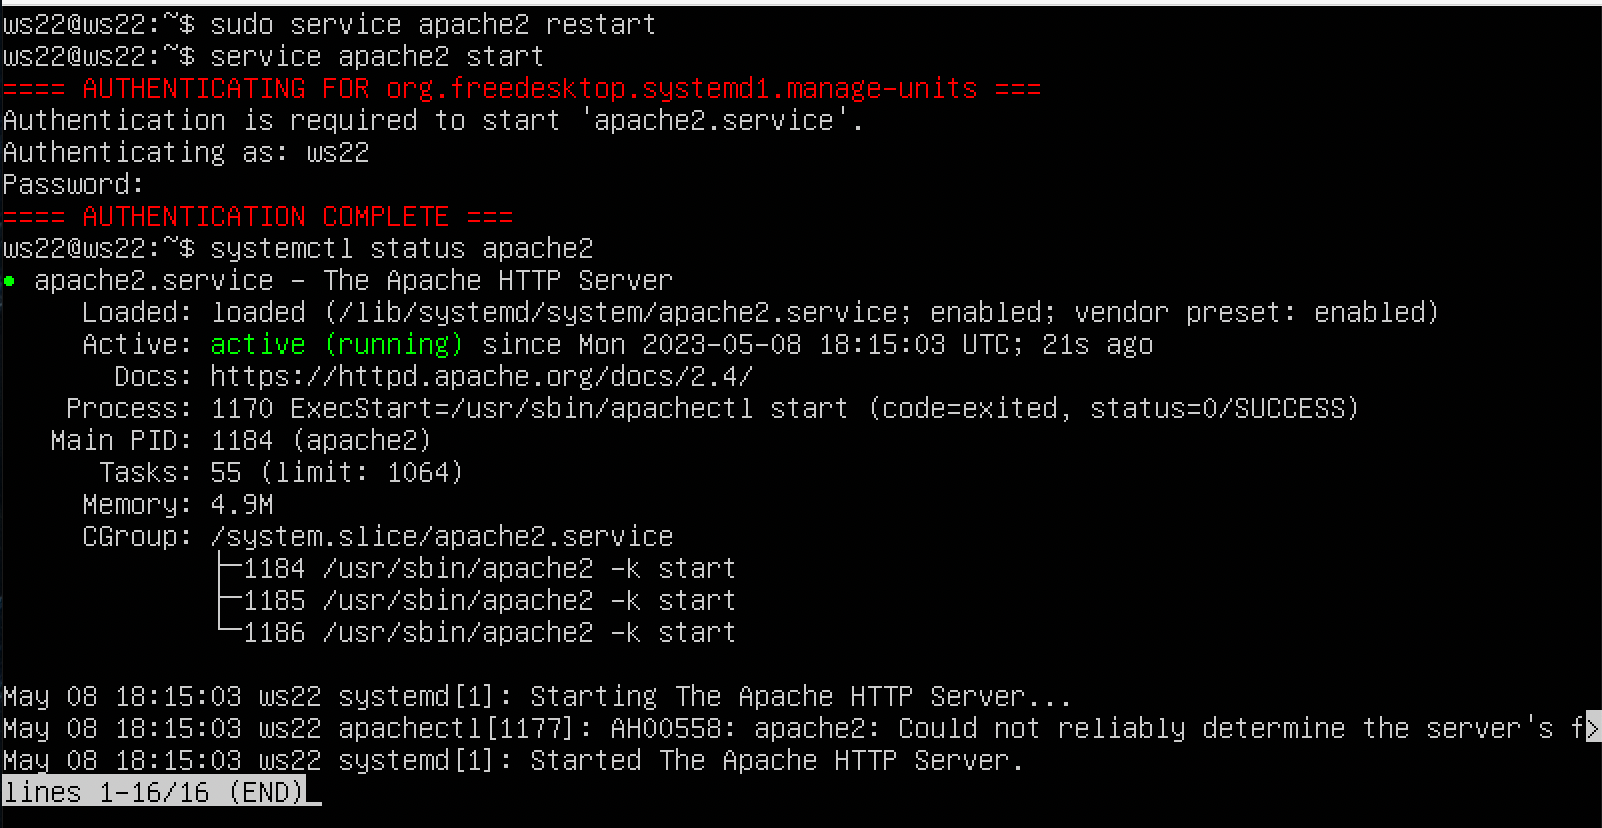 ws22@ws22:~$ sudo service apache2 restart
ws22@ws22:~$ service apache2 start
==== AUTHENTICATING FOR org.freedesktop.systemd1.manage-units ===
Authentication is required to start 'apache2.service'.
Authenticating as: ws22
Password:
==== AUTHENTICATION COMPLETE ===
ws22@ws22:~$ systemctl status apache2
● apache2.service - The Apache HTTP Server
     Loaded: loaded (/lib/systemd/system/apache2.service; enabled; vendor preset: enabled)
     Active: active (running) since Mon 2023-05-08 18:15:03 UTC; 21s ago
       Docs: https://httpd.apache.org/docs/2.4/
    Process: 1170 ExecStart=/usr/sbin/apachectl start (code=exited, status=0/SUCCESS)
   Main PID: 1184 (apache2)
      Tasks: 55 (limit: 1064)
     Memory: 4.9M
     CGroup: /system.slice/apache2.service
             ├─1184 /usr/sbin/apache2 -k start
             ├─1185 /usr/sbin/apache2 -k start
             └─1186 /usr/sbin/apache2 -k start
May 08 18:15:03 ws22 systemd[1]: Starting The Apache HTTP Server...
May 08 18:15:03 ws22 apachectl[1177]: AH00558: apache2: Could not reliably determine the server's f>
May 08 18:15:03 ws22 systemd[1]: Started The Apache HTTP Server.
lines 1-16/16 (END)